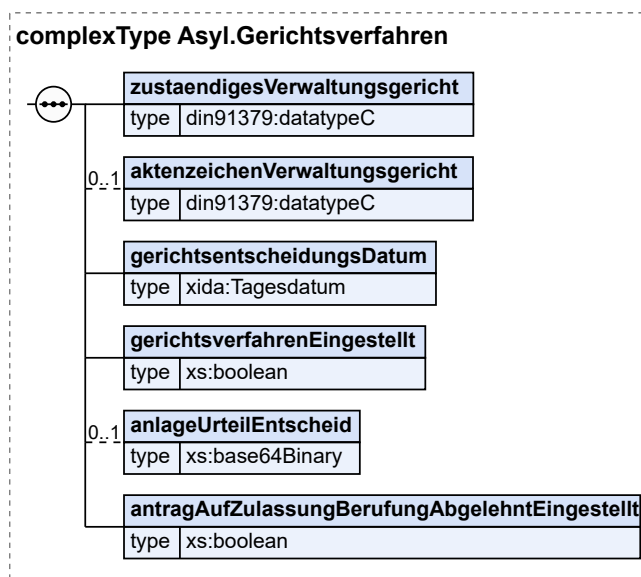 complexType Asyl.Gerichtsverfahren
zustaendigesVerwaltungsgericht
type din91379:datatypeC
0..1
aktenzeichenVerwaltungsgericht
type din91379:datatypeC
gerichtsentscheidungsDatum
type xida:Tagesdatum
gerichtsverfahrenEingestellt
type xs:boolean
0..1
anlageUrteilEntscheid
type xs:base64Binary
antragAufZulassungBerufungAbgelehntEingestellt
type xs:boolean